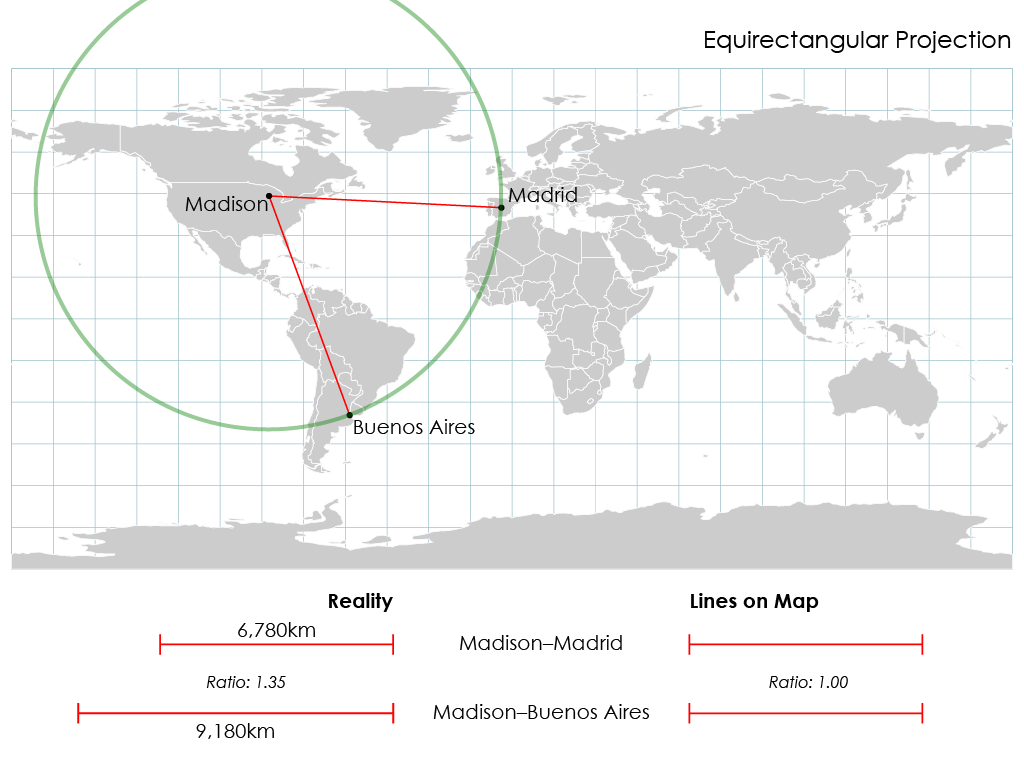 Equirectangular Projection
Madrid
Madison
Buenos Aires
Reality
Lines on Map
6,780km
Madison–Madrid
Ratio: 1.35
Ratio: 1.00
Madison–Buenos Aires
9,180km